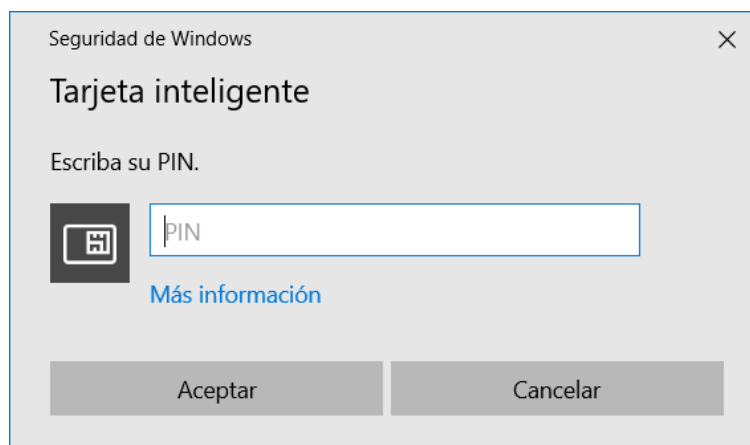 Seguridad de Windows
Tarjeta inteligente
Escriba su PIN.
PIN
Más información
Aceptar
Cancelar